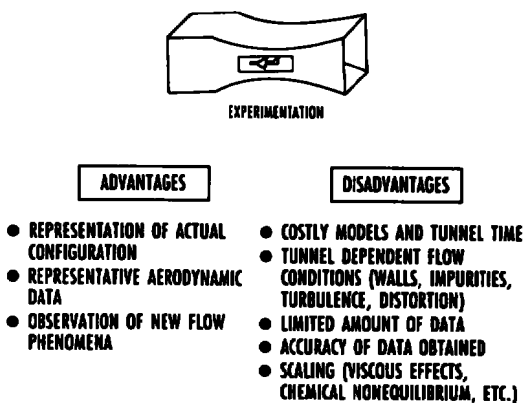 EXPERIMENTATION
ADVANTAGES
● REPRESENTATION OF ACTUAL
CONFIGURATION
● REPRESENTATIVE AERODYNAMIC
DATA
● OBSERVATION OF NEW FLOW
PHENOMENA
DISADVANTAGES
● COSTLY MODELS AND TUNNEL TIME
● TUNNEL DEPENDENT FLOW
CONDITIONS (WALLS, IMPURITIES,
TURBULENCE, DISTORTION)
● LIMITED AMOUNT OF DATA
● ACCURACY OF DATA OBTAINED
● SCALING (VISCOUS EFFECTS,
CHEMICAL NONEQUILIBRIUM, ETC.)